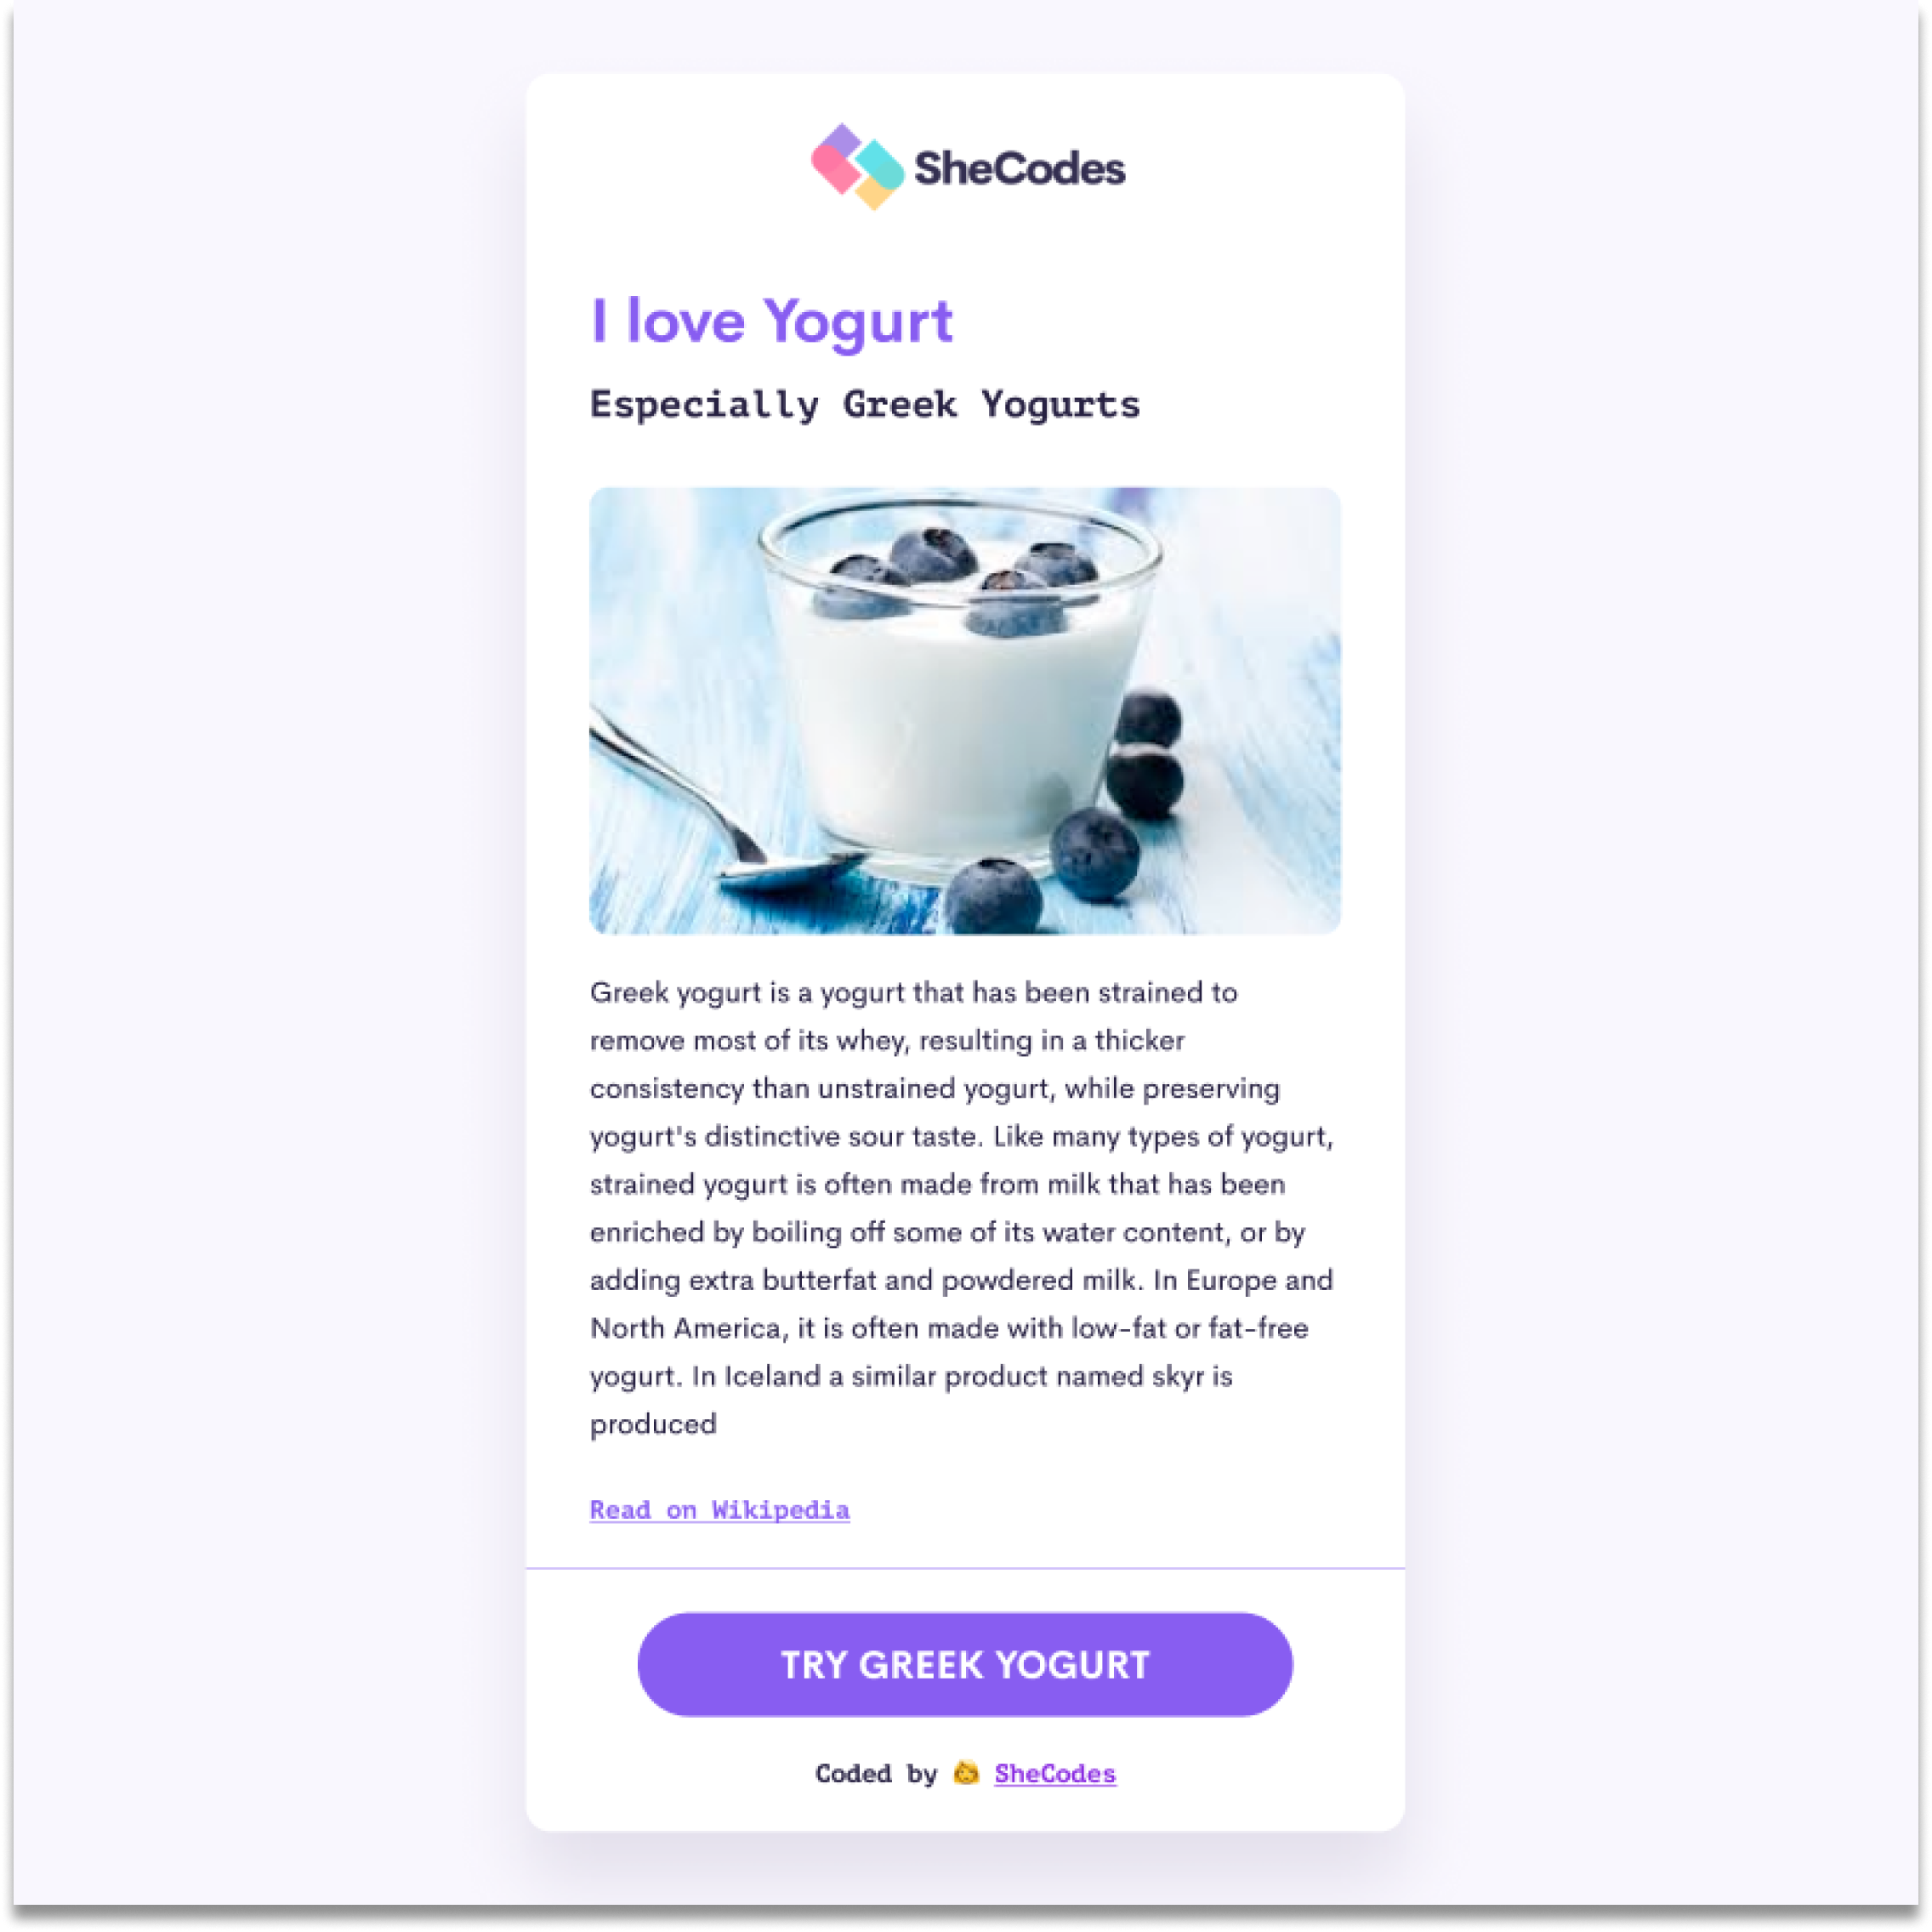 SheCodes
I love Yogurt
Especially Greek Yogurts
Greek yogurt is a yogurt that has been strained to
remove most of its whey, resulting in a thicker
consistency than unstrained yogurt, while preserving
yogurt's distinctive sour taste. Like many types of yogurt,
strained yogurt is often made from milk that has been
enriched by boiling off some of its water content, or by
adding extra butterfat and powdered milk. In Europe and
North America, it is often made with low-fat or fat-free
yogurt. In Iceland a similar product named skyr is
produced
Read on Wikipedia
TRY GREEK YOGURT
Coded by 👩 SheCodes